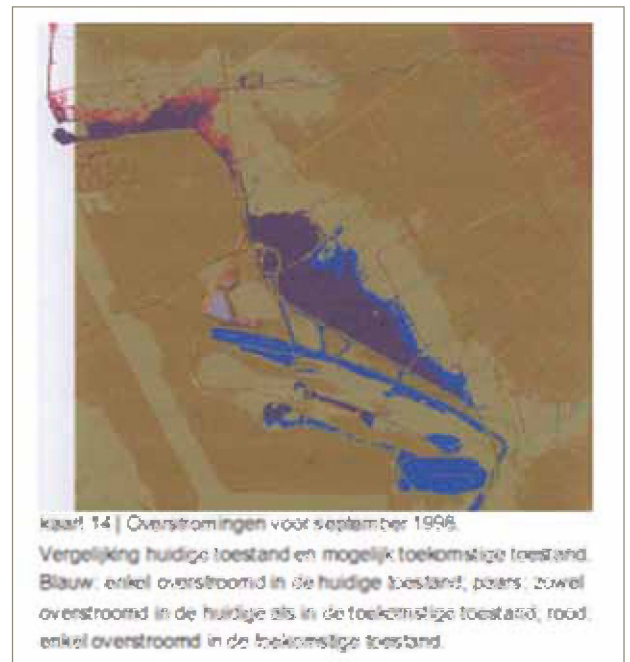 kaart 14 | Overstromingen voor september 1998.
Vergelijking huidige toestand en mogelijk toekomstige toestand.
Blauw: enkel overstroomd in de huidige toestand; paars: zowel
overstroomd in de huidige als in de toekomstige toestand; rood:
enkel overstroomd in de toekomstige toestand.